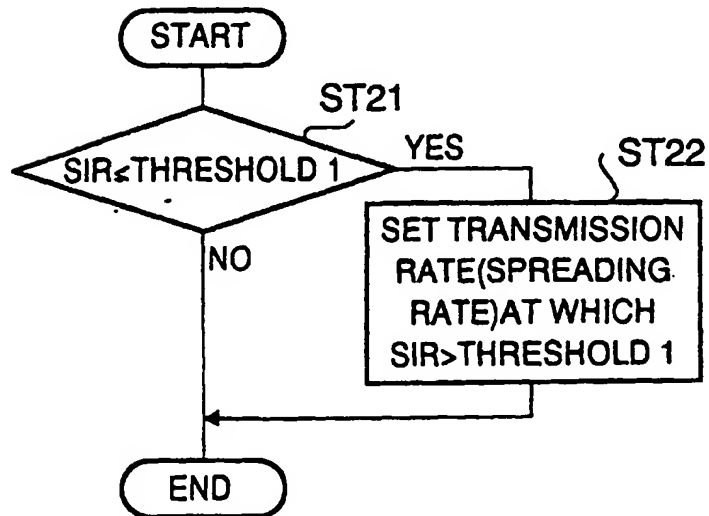 START
ST21
SIR≤THRESHOLD 1
YES
ST22
SET TRANSMISSION
RATE(SPREADING
RATE)AT WHICH
SIR>THRESHOLD 1
NO
END